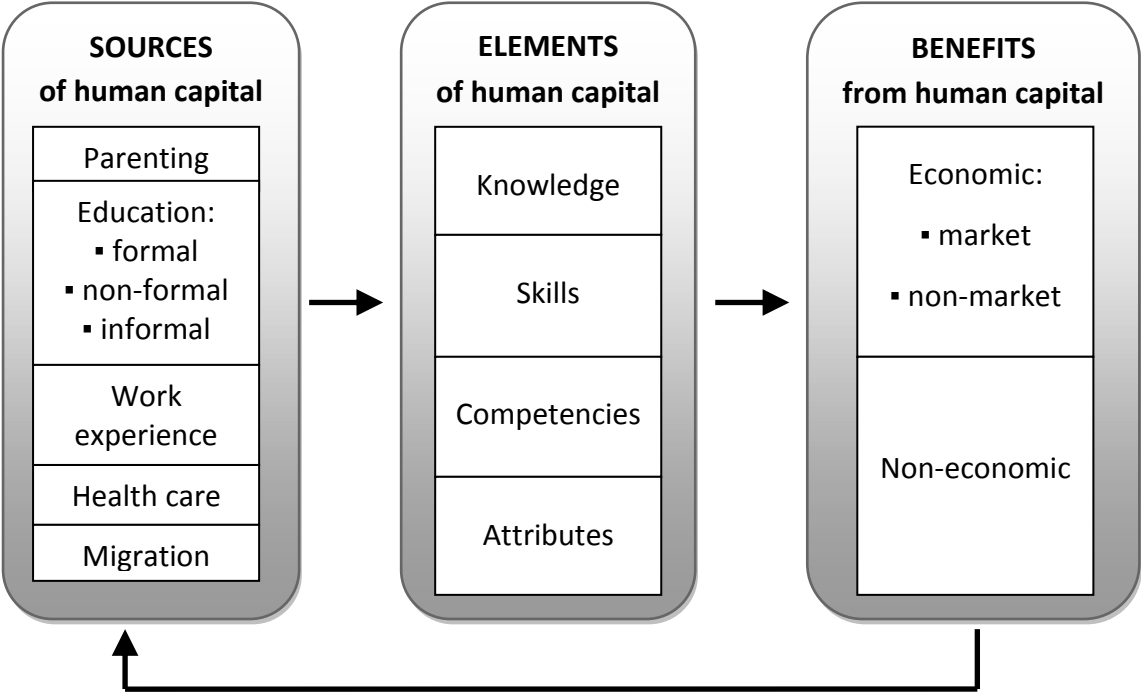 SOURCES
of human capital
Parenting
Education:
▪ formal
▪ non-formal
▪ informal
Work
experience
Health care
Migration
ELEMENTS
of human capital
Knowledge
Skills
Competencies
Attributes
BENEFITS
from human capital
Economic:
▪ market
▪ non-market
Non-economic